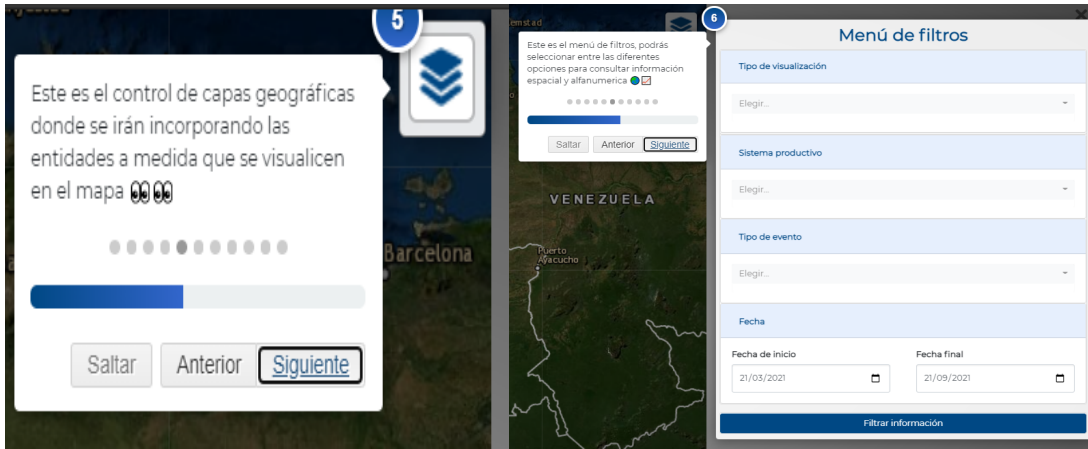 5
Este es el control de capas geográficas
donde se irán incorporando las
entidades a medida que se visualicen
en el mapa 👀👀
Barcelona
Saltar
Anterior
Siguiente
6
Este es el menú de filtros, podrás
seleccionar entre las diferentes
opciones para consultar información
espacial y alfanumerica 🌎📈
Saltar
Anterior
Siguiente
VENEZUELA
Puerto
Ayacucho
Menú de filtros
Tipo de visualización
Elegir...
Sistema productivo
Elegir...
Tipo de evento
Elegir...
Fecha
Fecha de inicio
Fecha final
21/03/2021
21/09/2021
Filtrar información